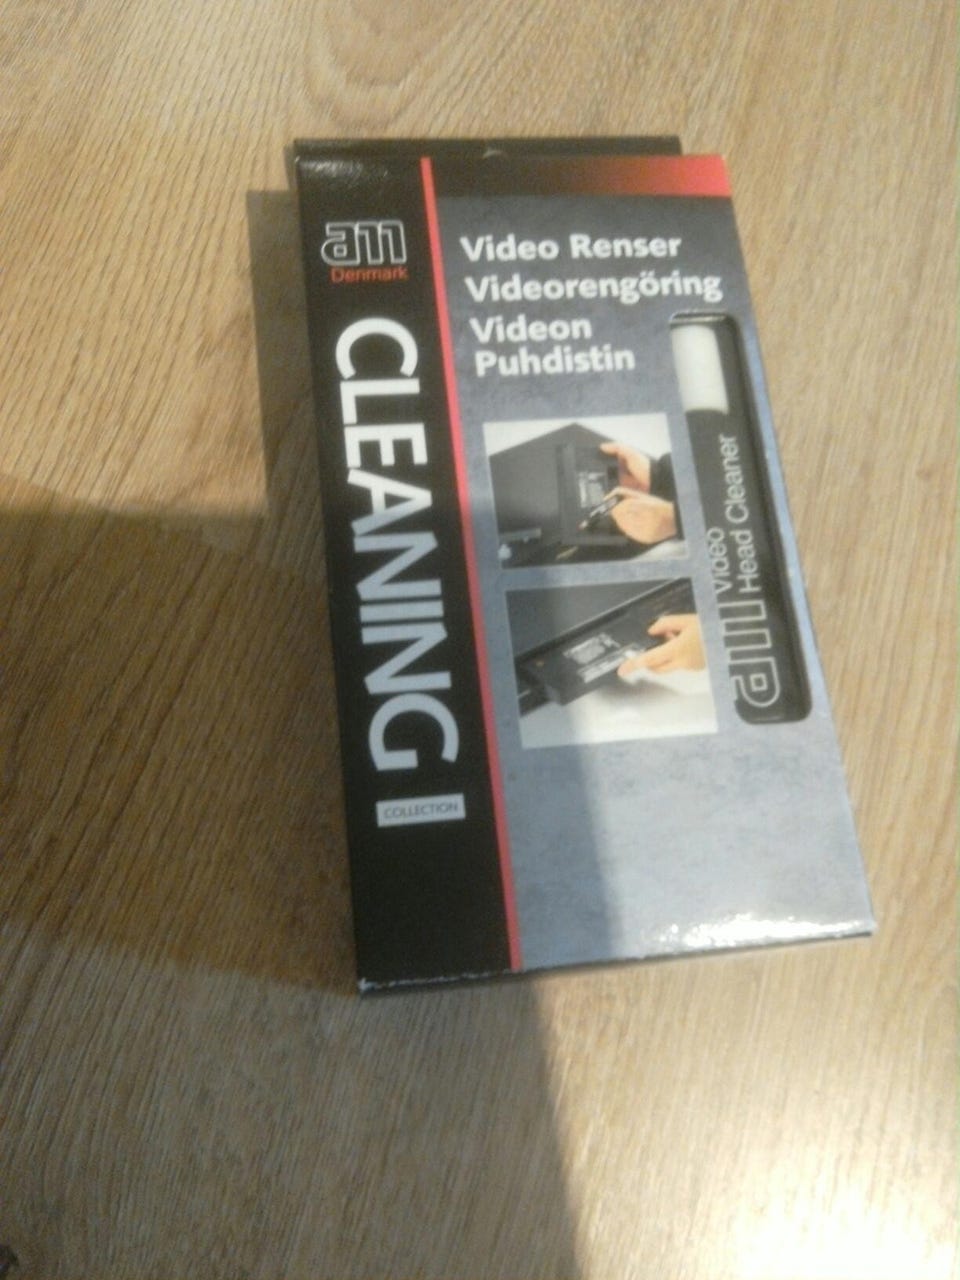 am
Denmark
CLEANING
COLLECTION
Video Renser
Videorengöring
Videon
Puhdistin
am Video
Head Cleaner